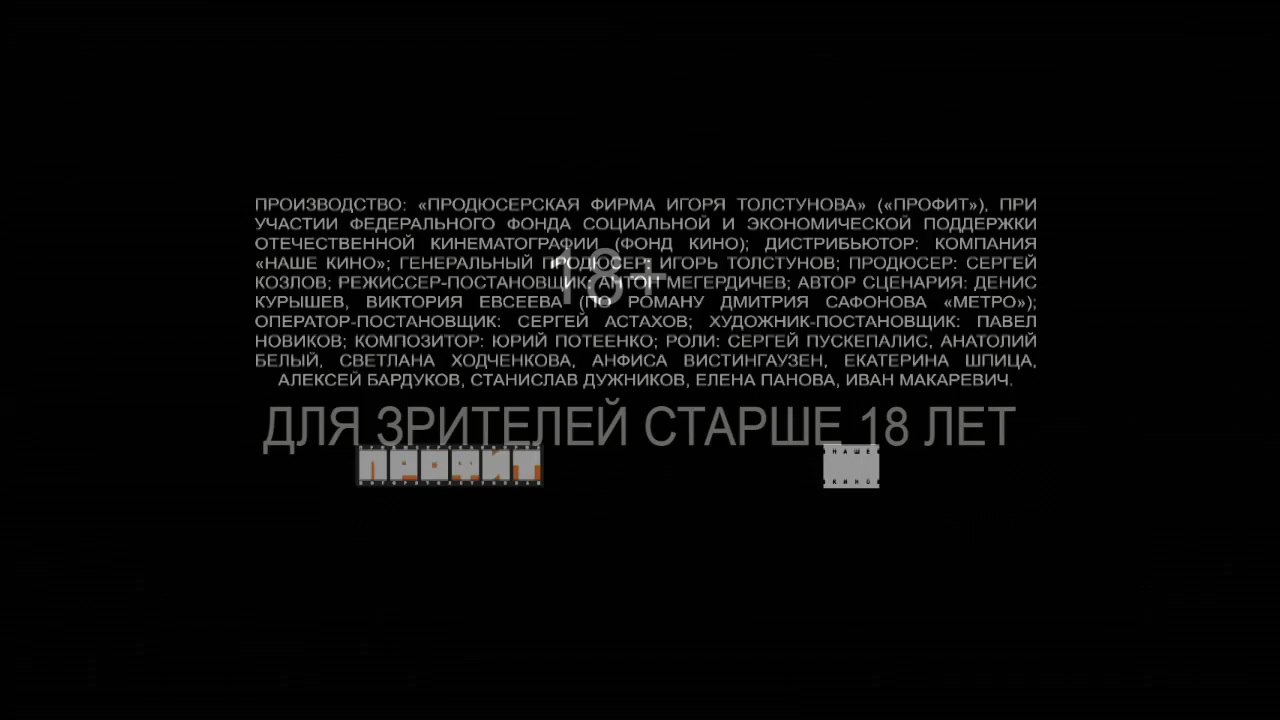 ПРОИЗВОДСТВО: «ПРОДЮСЕРСКАЯ ФИРМА ИГОРЯ ТОЛСТУНОВА» («ПРОФИТ»), ПРИ
УЧАСТИИ ФЕДЕРАЛЬНОГО ФОНДА СОЦИАЛЬНОЙ И ЭКОНОМИЧЕСКОЙ ПОДДЕРЖКИ
ОТЕЧЕСТВЕННОЙ КИНЕМАТОГРАФИИ (ФОНД КИНО); ДИСТРИБЬЮТОР: КОМПАНИЯ
«НАШЕ КИНО»; ГЕНЕРАЛЬНЫЙ ПРОДЮСЕР: ИГОРЬ ТОЛСТУНОВ; ПРОДЮСЕР: СЕРГЕЙ
18+
КОЗЛОВ; РЕЖИССЕР-ПОСТАНОВЩИК: АНТОН МЕГЕРДИЧЕВ; АВТОР СЦЕНАРИЯ: ДЕНИС
КУРЫШЕВ, ВИКТОРИЯ ЕВСЕЕВА (ПО РОМАНУ ДМИТРИЯ САФОНОВА «МЕТРО»);
ОПЕРАТОР-ПОСТАНОВЩИК: СЕРГЕЙ АСТАХОВ; ХУДОЖНИК-ПОСТАНОВЩИК: ПАВЕЛ
НОВИКОВ; КОМПОЗИТОР: ЮРИЙ ПОТЕЕНКО; РОЛИ: СЕРГЕЙ ПУСКЕПАЛИС, АНАТОЛИЙ
БЕЛЫЙ, СВЕТЛАНА ХОДЧЕНКОВА, АНФИСА ВИСТИНГАУЗЕН, ЕКАТЕРИНА ШПИЦА,
АЛЕКСЕЙ БАРДУКОВ, СТАНИСЛАВ ДУЖНИКОВ, ЕЛЕНА ПАНОВА, ИВАН МАКАРЕВИЧ.
ДЛЯ ЗРИТЕЛЕЙ СТАРШЕ 18 ЛЕТ
ПРОФИТ
НАШЕ
КИНО